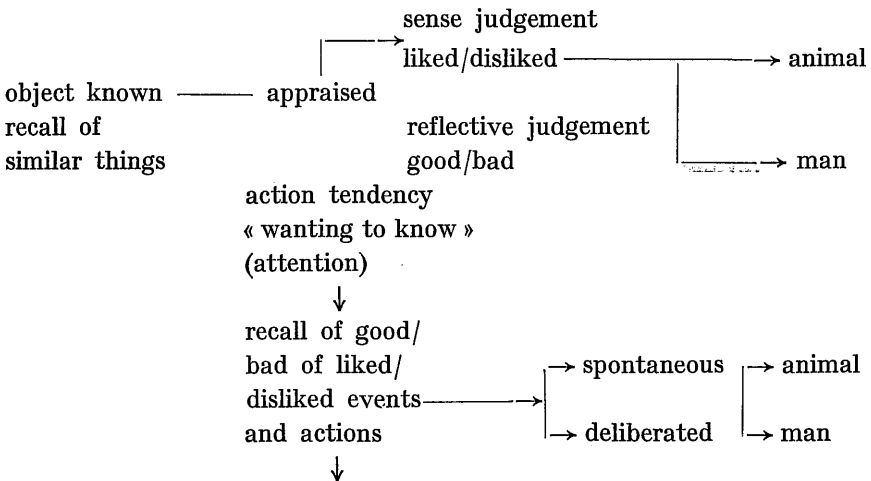 sense judgement
liked/disliked → animal
object known — appraised
recall of reflective judgement
similar things good/bad → man
action tendency
« wanting to know »
(attention)
↓
recall of good/
bad of liked/ → spontaneous → animal
disliked events →
and actions → deliberated → man
↓